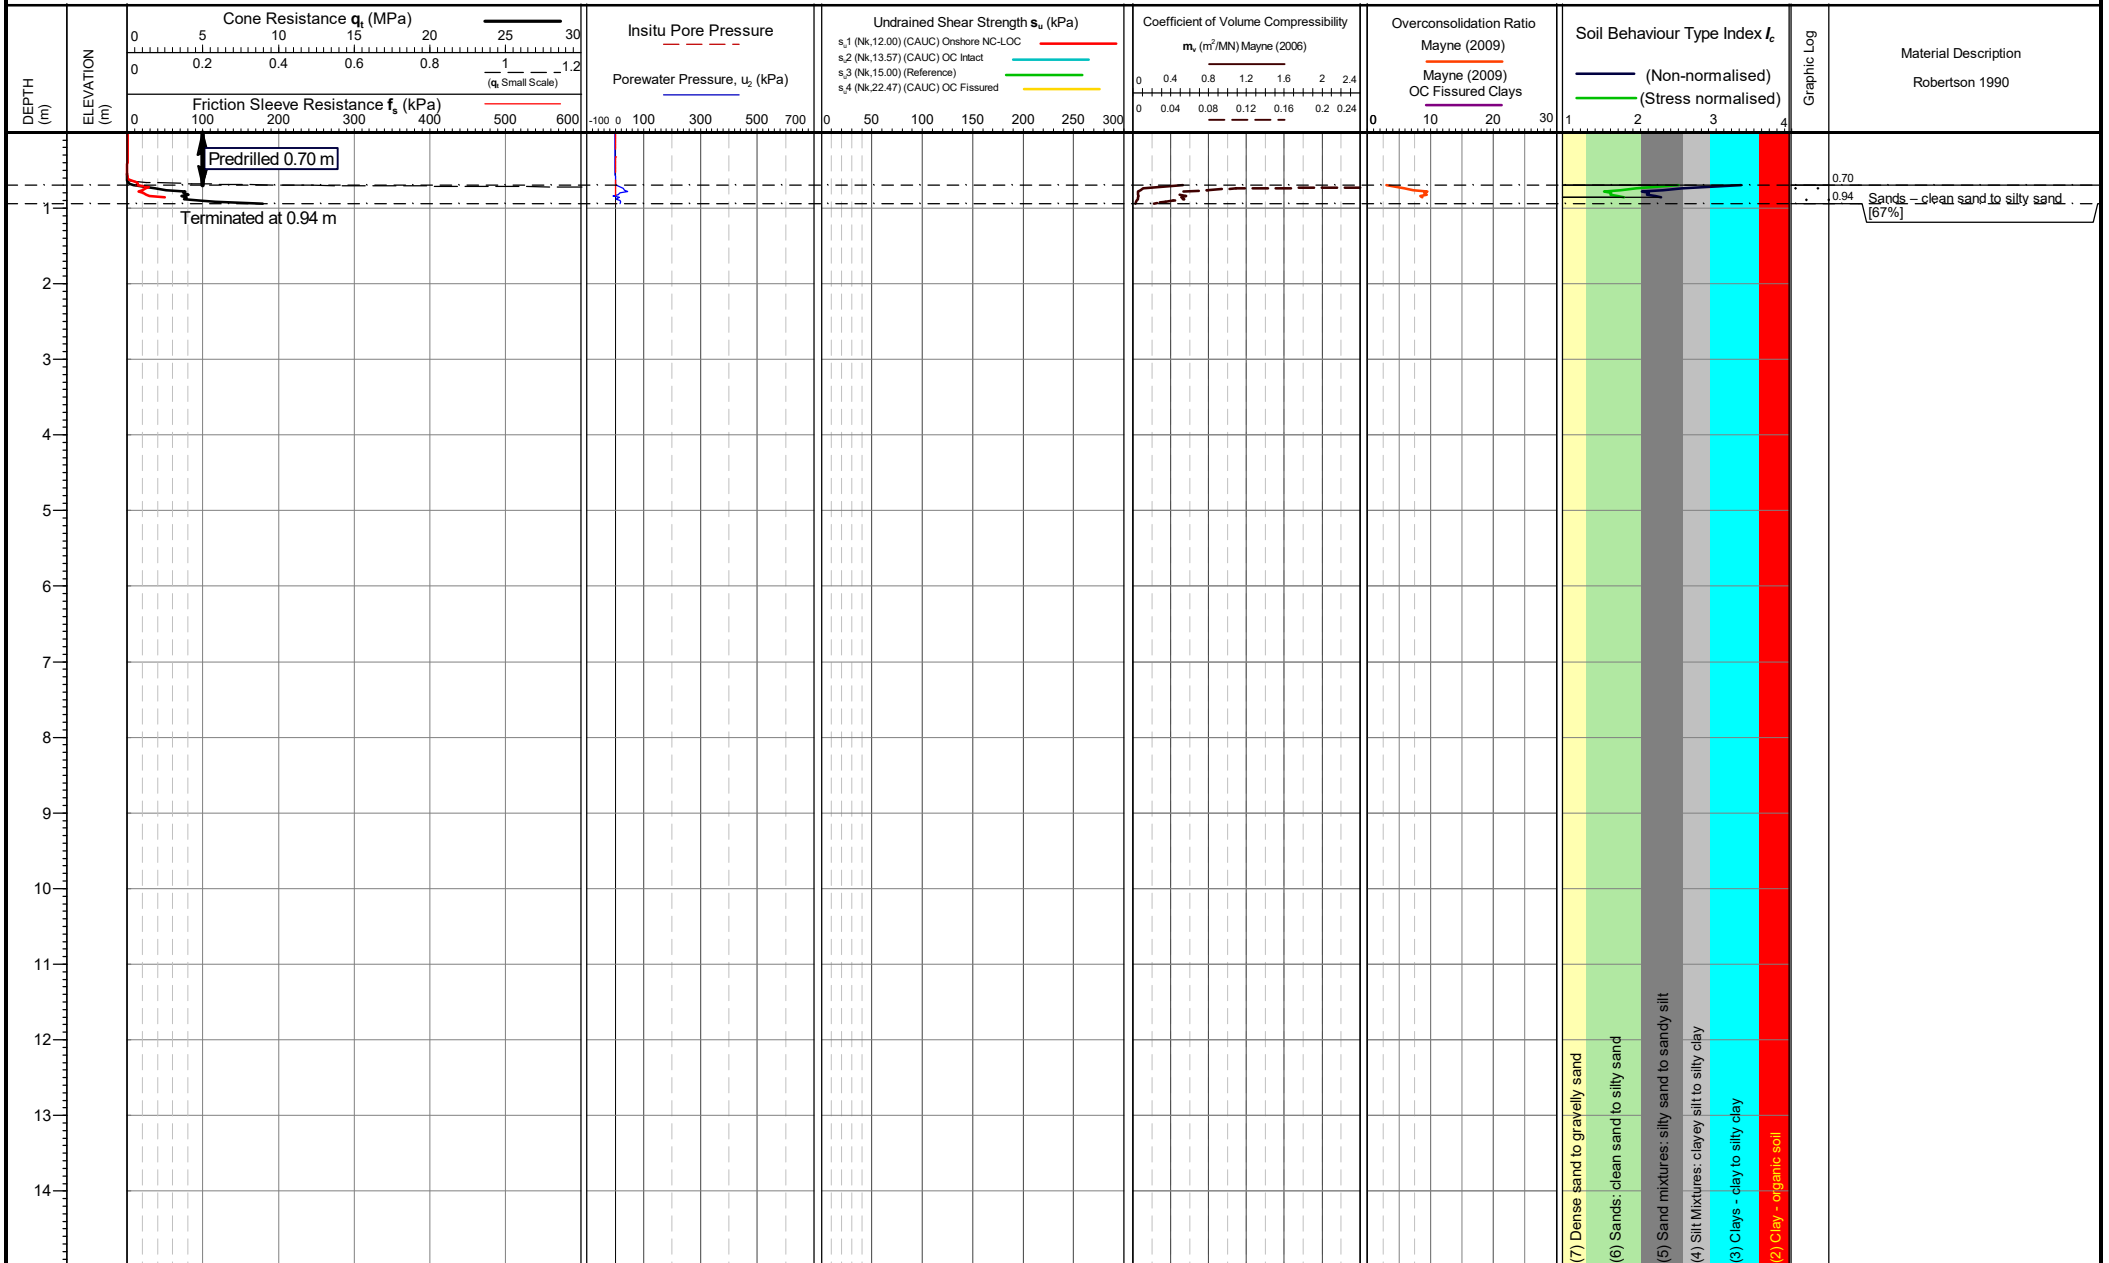 DEPTH
(m)
ELEVATION
(m)
Cone Resistance qt (MPa)
0 5 10 15 20 25 30
0 0.2 0.4 0.6 0.8 1 1.2
(qt Small Scale)
Friction Sleeve Resistance fs (kPa)
0 100 200 300 400 500 600
Insitu Pore Pressure
Porewater Pressure, u2 (kPa)
-100 0 100 300 500 700
Undrained Shear Strength su (kPa)
su1 (Nk,12.00) (CAUC) Onshore NC-LOC
su2 (Nk,13.57) (CAUC) OC Intact
su3 (Nk,15.00) (Reference)
su4 (Nk,22.47) (CAUC) OC Fissured
0 50 100 150 200 250 300
Coefficient of Volume Compressibility
mv (m2/MN) Mayne (2006)
0 0.4 0.8 1.2 1.6 2 2.4
0 0.04 0.08 0.12 0.16 0.2 0.24
Overconsolidation Ratio
Mayne (2009)
Mayne (2009)
OC Fissured Clays
0 10 20 30
Soil Behaviour Type Index Ic
(Non-normalised)
(Stress normalised)
1 2 3 4
Graphic Log
Material Description
Robertson 1990
Predrilled 0.70 m
Terminated at 0.94 m
0.70
0.94
Sands – clean sand to silty sand
[67%]
1
2
3
4
5
6
7
8
9
10
11
12
13
14
(7) Dense sand to gravelly sand
(6) Sands: clean sand to silty sand
(5) Sand mixtures: silty sand to sandy silt
(4) Silt Mixtures: clayey silt to silty clay
(3) Clays - clay to silty clay
(2) Clay - organic soil